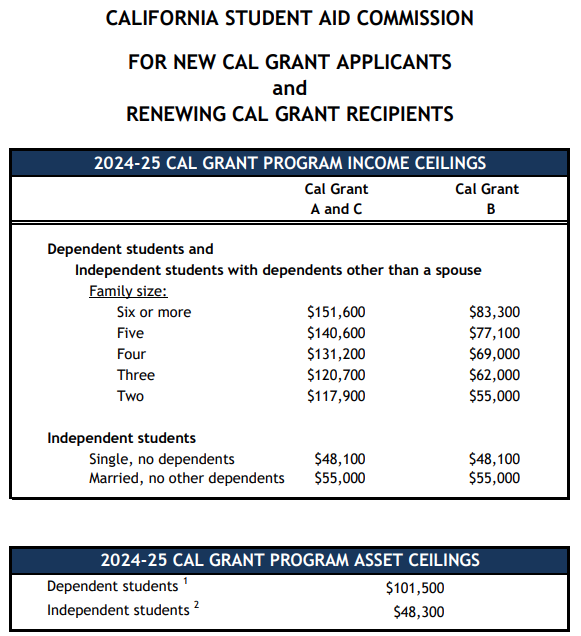 CALIFORNIA STUDENT AID COMMISSION
FOR NEW CAL GRANT APPLICANTS
and
RENEWING CAL GRANT RECIPIENTS
2024-25 CAL GRANT PROGRAM INCOME CEILINGS
Cal Grant Cal Grant
A and C B
Dependent students and
Independent students with dependents other than a spouse
Family size:
Six or more $151,600 $83,300
Five $140,600 $77,100
Four $131,200 $69,000
Three $120,700 $62,000
Two $117,900 $55,000
Independent students
Single, no dependents $48,100 $48,100
Married, no other dependents $55,000 $55,000
2024-25 CAL GRANT PROGRAM ASSET CEILINGS
Dependent students 1 $101,500
Independent students 2 $48,300